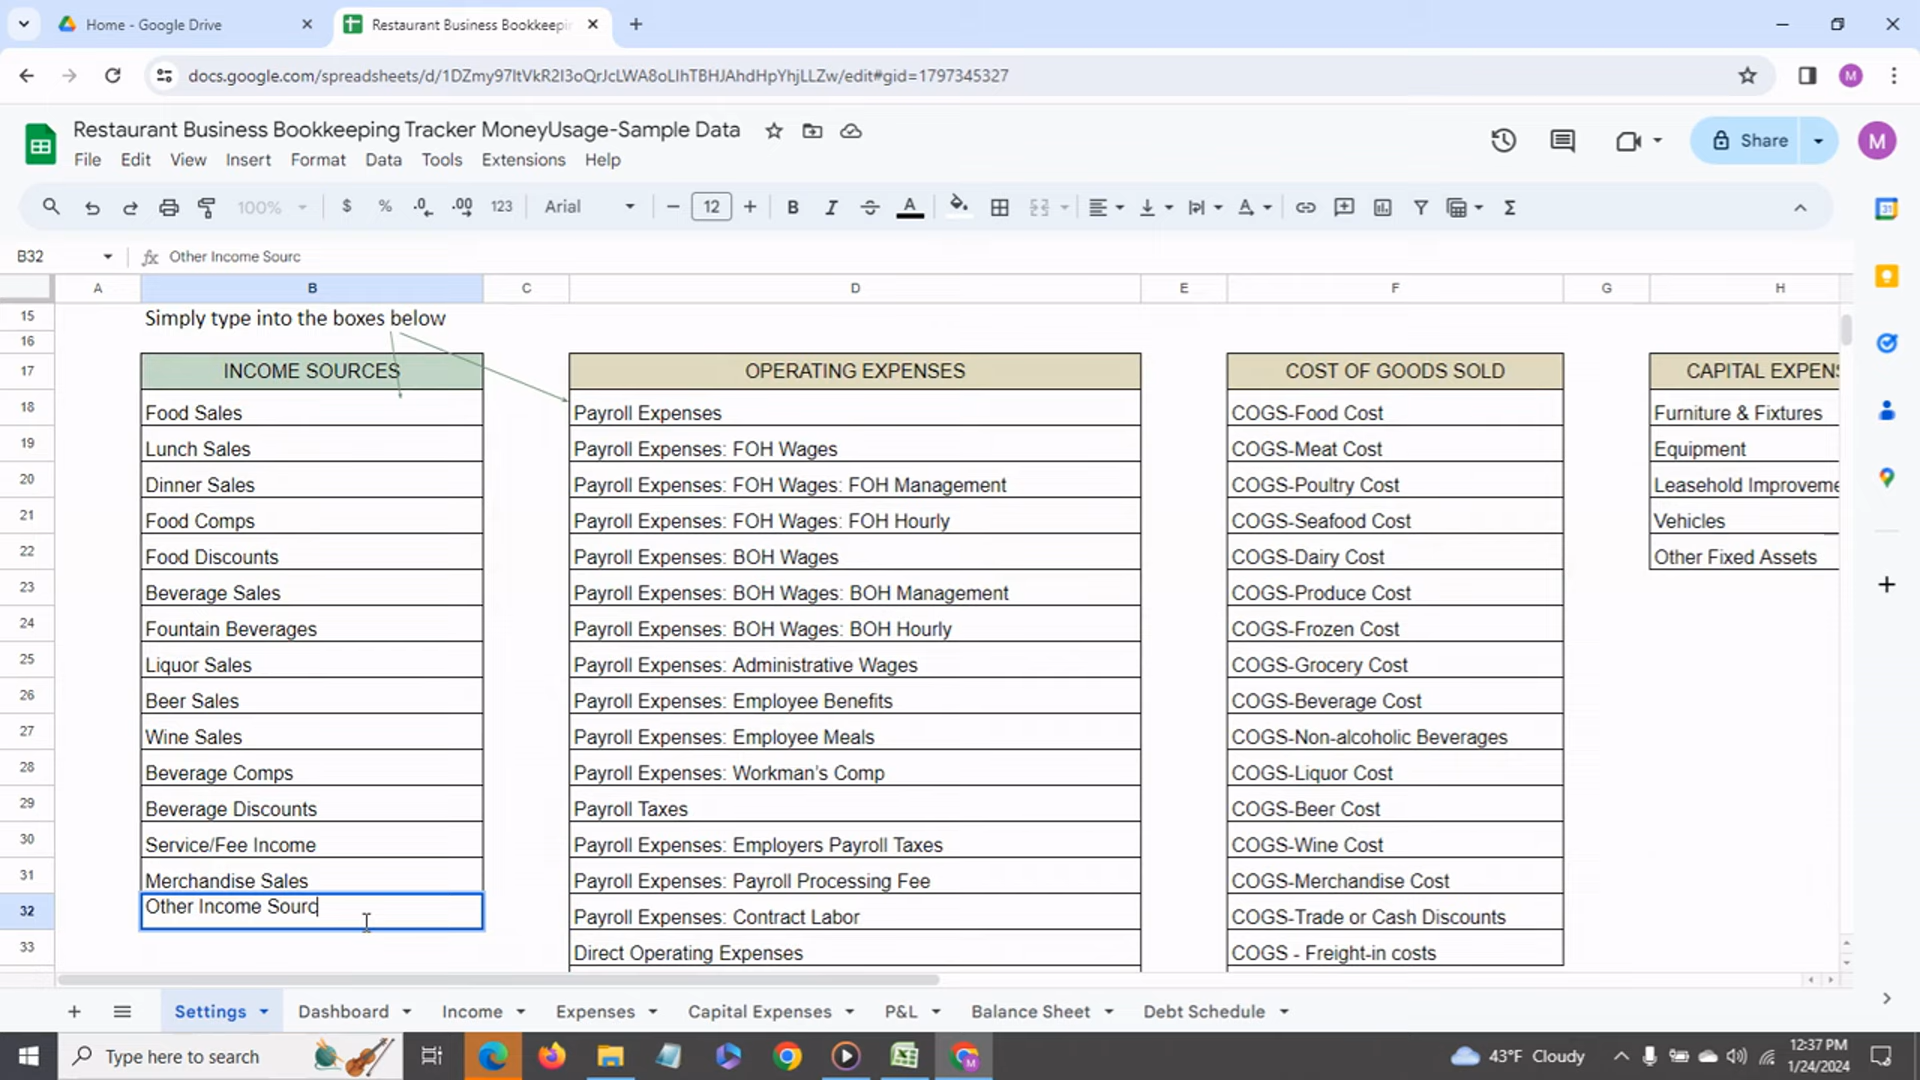 Home - Google Drive
Restaurant Business Bookkeepin
docs.google.com/spreadsheets/d/1DZmy97ItVkR2I3oQrJcLWA8oLIhTBHJAhdHpYhjLLZw/edit#gid=1797345327
M
Restaurant Business Bookkeeping Tracker MoneyUsage-Sample Data
Share
M
File Edit View Insert Format Data Tools Extensions Help
100% $ % .0 .00 123 Arial 12 B I A Σ
B32 fx Other Income Sourc
A B C D E F G H
15 Simply type into the boxes below
16
17 INCOME SOURCES OPERATING EXPENSES COST OF GOODS SOLD CAPITAL EXPENS
18 Food Sales Payroll Expenses COGS-Food Cost Furniture & Fixtures
19 Lunch Sales Payroll Expenses: FOH Wages COGS-Meat Cost Equipment
20 Dinner Sales Payroll Expenses: FOH Wages: FOH Management COGS-Poultry Cost Leasehold Improveme
21 Food Comps Payroll Expenses: FOH Wages: FOH Hourly COGS-Seafood Cost Vehicles
22 Food Discounts Payroll Expenses: BOH Wages COGS-Dairy Cost Other Fixed Assets
23 Beverage Sales Payroll Expenses: BOH Wages: BOH Management COGS-Produce Cost
24 Fountain Beverages Payroll Expenses: BOH Wages: BOH Hourly COGS-Frozen Cost
25 Liquor Sales Payroll Expenses: Administrative Wages COGS-Grocery Cost
26 Beer Sales Payroll Expenses: Employee Benefits COGS-Beverage Cost
27 Wine Sales Payroll Expenses: Employee Meals COGS-Non-alcoholic Beverages
28 Beverage Comps Payroll Expenses: Workman's Comp COGS-Liquor Cost
29 Beverage Discounts Payroll Taxes COGS-Beer Cost
30 Service/Fee Income Payroll Expenses: Employers Payroll Taxes COGS-Wine Cost
31 Merchandise Sales Payroll Expenses: Payroll Processing Fee COGS-Merchandise Cost
32 Other Income Sourc Payroll Expenses: Contract Labor COGS-Trade or Cash Discounts
33 Direct Operating Expenses COGS - Freight-in costs
Settings Dashboard Income Expenses Capital Expenses P&L Balance Sheet Debt Schedule
Type here to search
43°F Cloudy
12:37 PM
1/24/2024